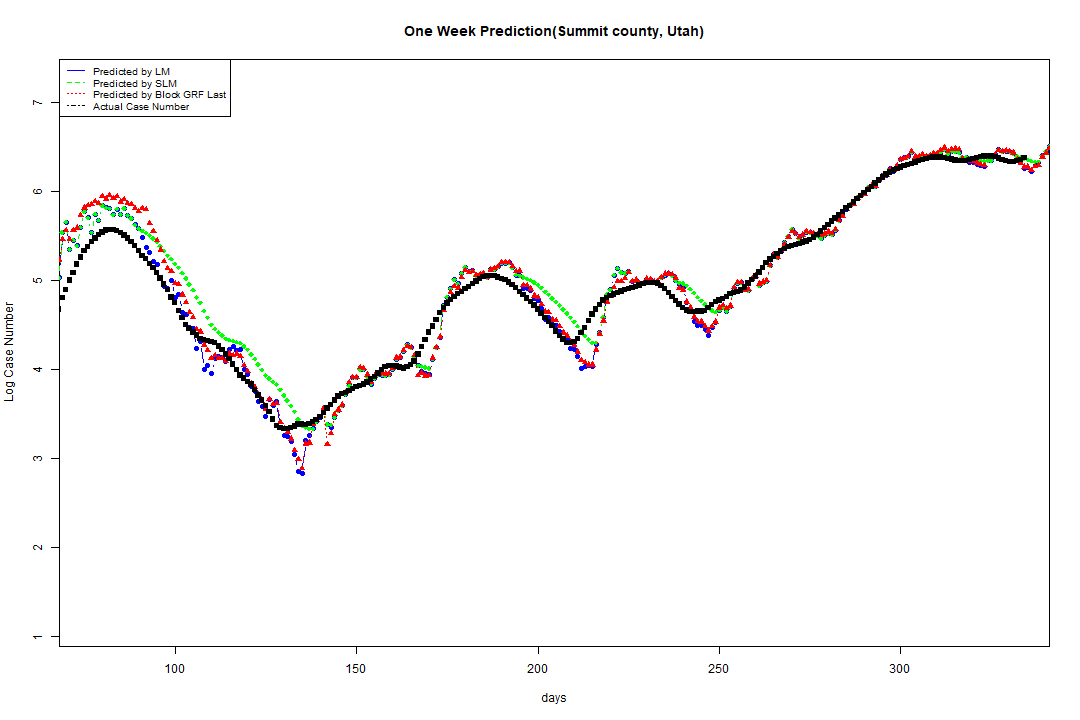 One Week Prediction(Summit county, Utah)
Predicted by LM
Predicted by SLM
Predicted by Block GRF Last
Actual Case Number
7
6
5
4
3
2
1
Log Case Number
100 150 200 250 300
days